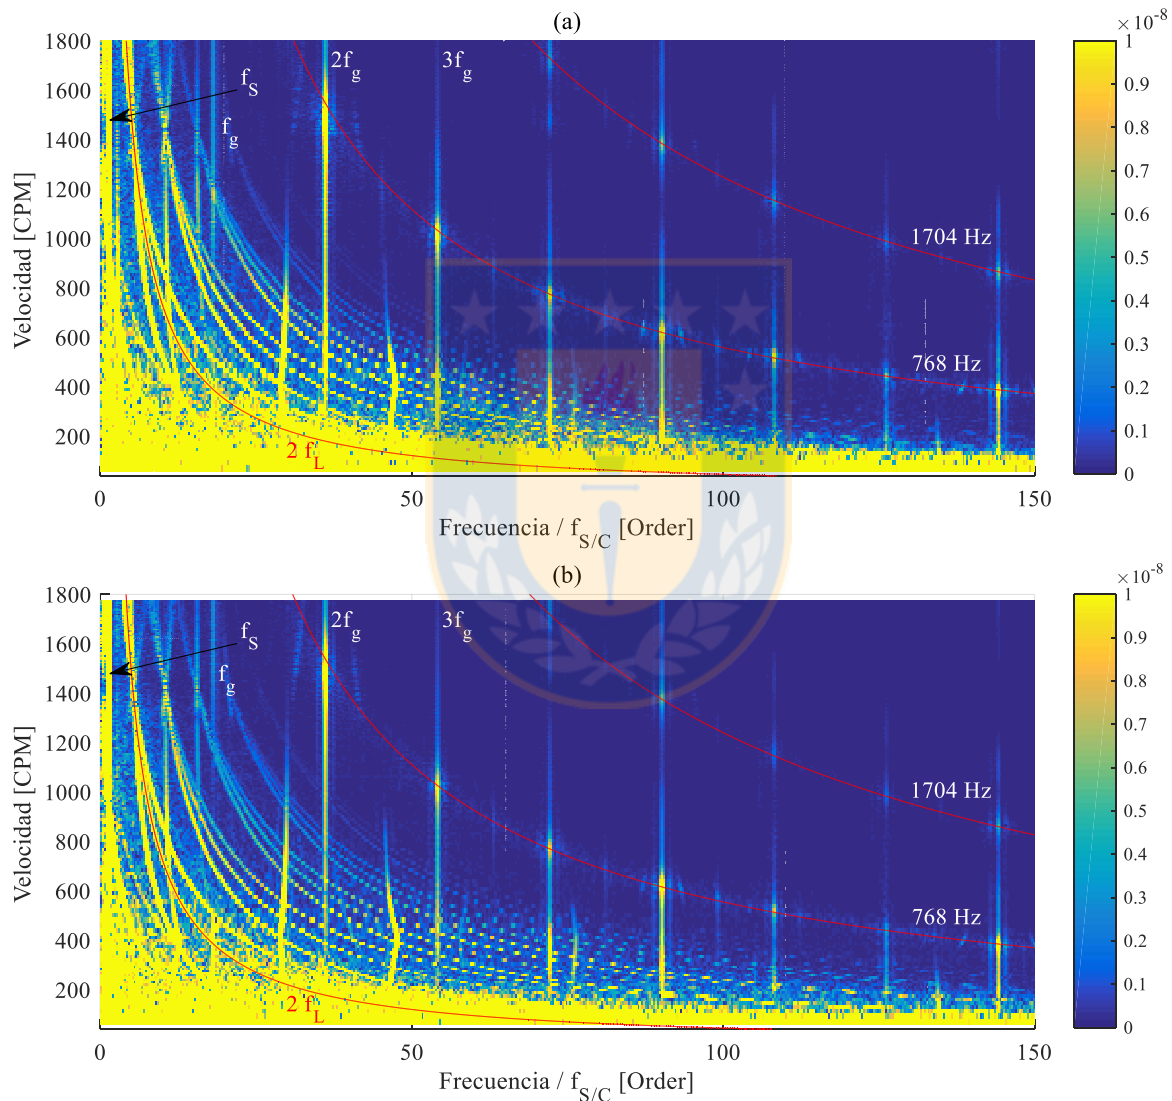 (a)
×10⁻⁸
1800
1600
1400
1200
1000
800
600
400
200
Velocidad [CPM]
f_S
f_g
2f_g
3f_g
1704 Hz
768 Hz
2 f_L
0
50
100
150
Frecuencia / f_S/C [Order]
1
0.9
0.8
0.7
0.6
0.5
0.4
0.3
0.2
0.1
0
(b)
×10⁻⁸
1800
1600
1400
1200
1000
800
600
400
200
Velocidad [CPM]
f_S
f_g
2f_g
3f_g
1704 Hz
768 Hz
2 f_L
0
50
100
150
Frecuencia / f_S/C [Order]
1
0.9
0.8
0.7
0.6
0.5
0.4
0.3
0.2
0.1
0